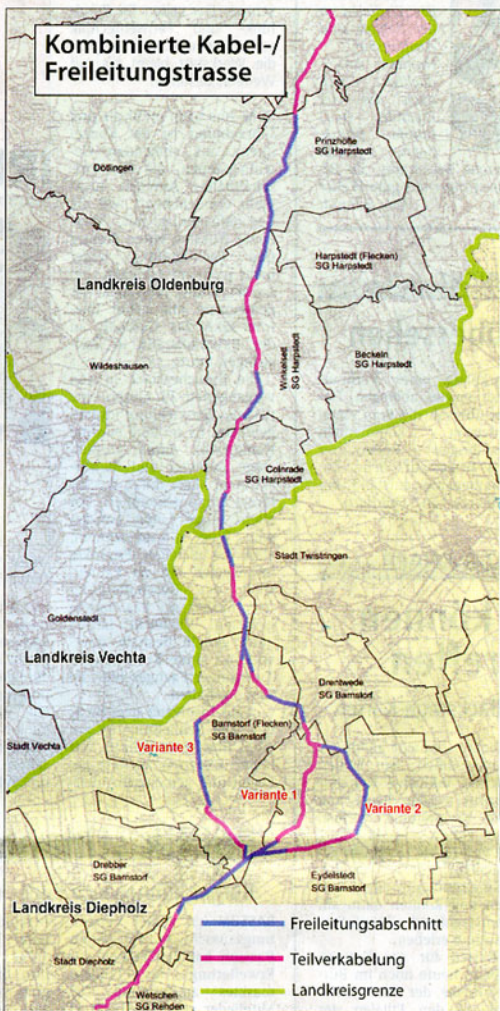 Kombinierte Kabel-/
Freileitungstrasse
Prinzhöfte
SG Harpstedt
Dötlingen
Harpstedt (Flecken)
SG Harpstedt
Landkreis Oldenburg
Winkelsett
SG Harpstedt
Beckeln
SG Harpstedt
Wildeshausen
Colnrade
SG Harpstedt
Stadt Twistringen
Goldenstedt
Landkreis Vechta
Drentwede
SG Barnstorf
Barnstorf (Flecken)
SG Barnstorf
Stadt Vechta
Variante 3
Variante 1
Variante 2
Drebber
SG Barnstorf
Eydelstedt
SG Barnstorf
Landkreis Diepholz
Freileitungsabschnitt
Stadt Diepholz
Teilverkabelung
Landkreisgrenze
Wetschen
SG Rehden